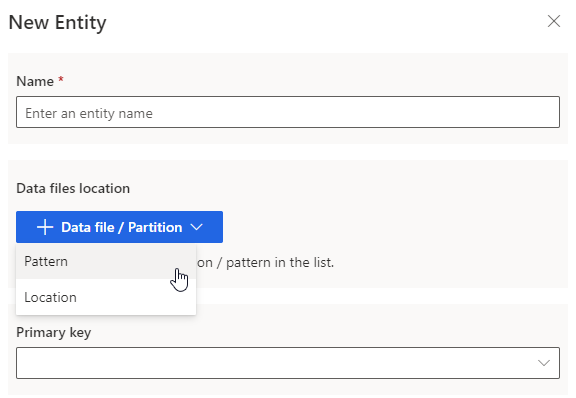 New Entity
Name *
Enter an entity name
Data files location
Data file / Partition
Pattern
on / pattern in the list.
Location
Primary key